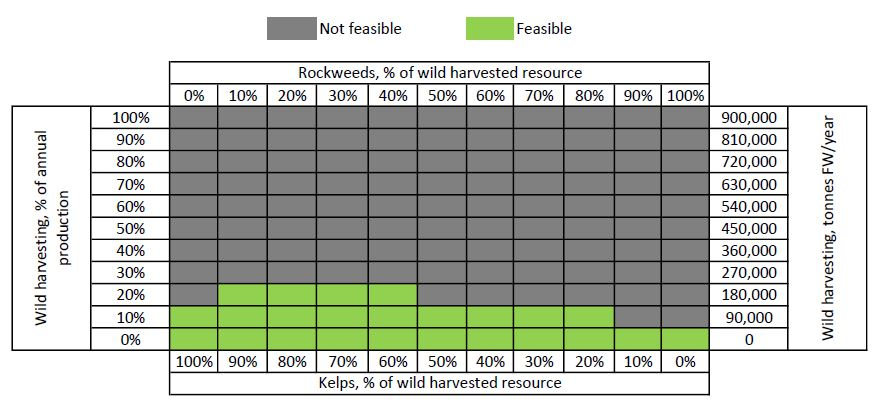 Not feasible Feasible
Rockweeds, % of wild harvested resource
0% 10% 20% 30% 40% 50% 60% 70% 80% 90% 100%
Wild harvesting, % of annual
production
100% 900,000
90% 810,000
80% 720,000
70% 630,000
60% 540,000
50% 450,000
40% 360,000
30% 270,000
20% 180,000
10% 90,000
0% 0
Wild harvesting, tonnes FW/year
100% 90% 80% 70% 60% 50% 40% 30% 20% 10% 0%
Kelps, % of wild harvested resource